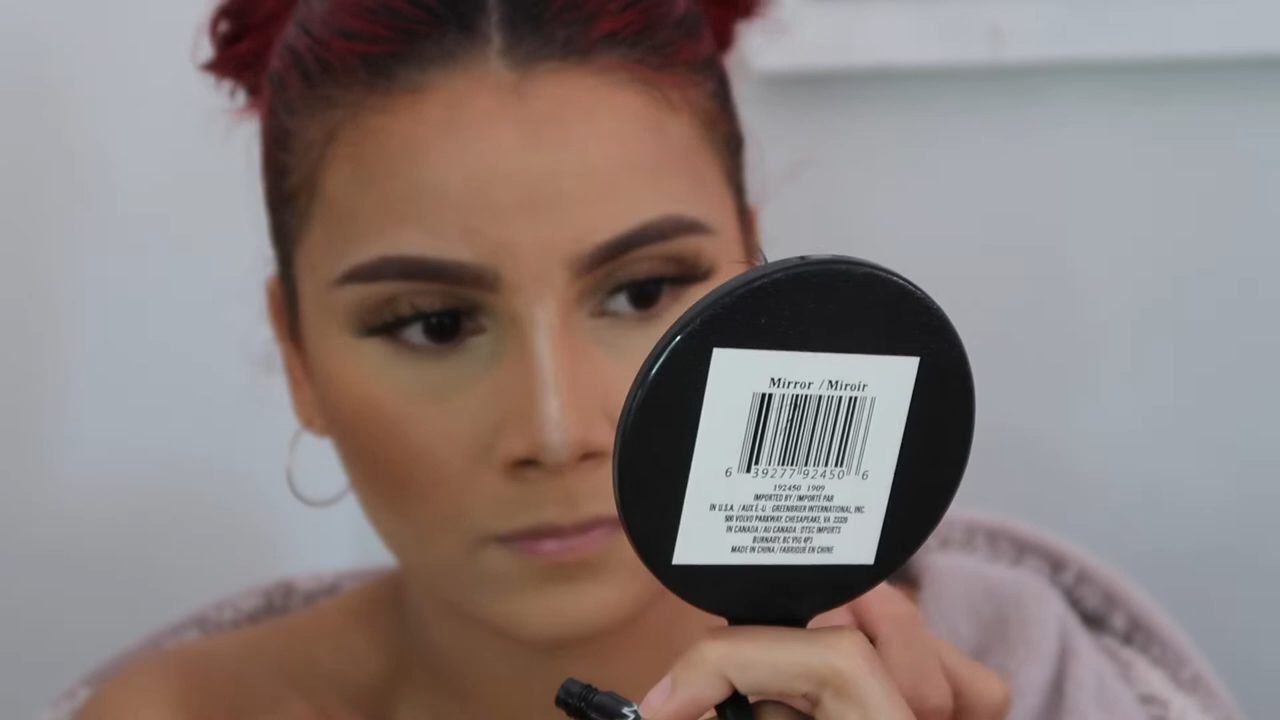 Mirror / Miroir
6 39277 92450 6
192450 1909
IMPORTED BY / IMPORTÉ PAR
IN U.S.A. / AUX É.-U : GREENBRIER INTERNATIONAL, INC.
500 VOLVO PARKWAY, CHESAPEAKE, VA 23320
IN CANADA / AU CANADA : DTSC IMPORTS
BURNABY, BC V5G 4P3
MADE IN CHINA / FABRIQUÉ EN CHINE